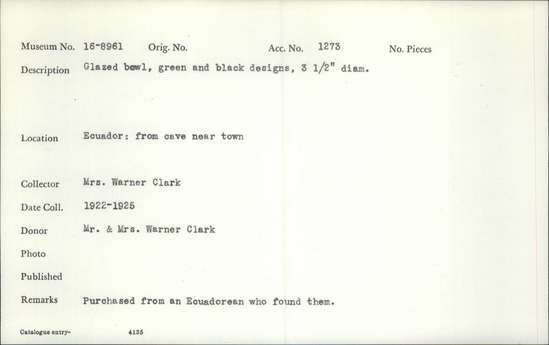 Museum No. 16-8961 Orig. No. Acc. No. 1273 No. Pieces
Description Glazed bowl, green and black designs, 3 1/2" diam.
Location Ecuador: from cave near town
Collector Mrs. Warner Clark
Date Coll. 1922-1925
Donor Mr. & Mrs. Warner Clark
Photo
Published
Remarks Purchased from an Ecuadorean who found them.
Catalogue entry- 4135